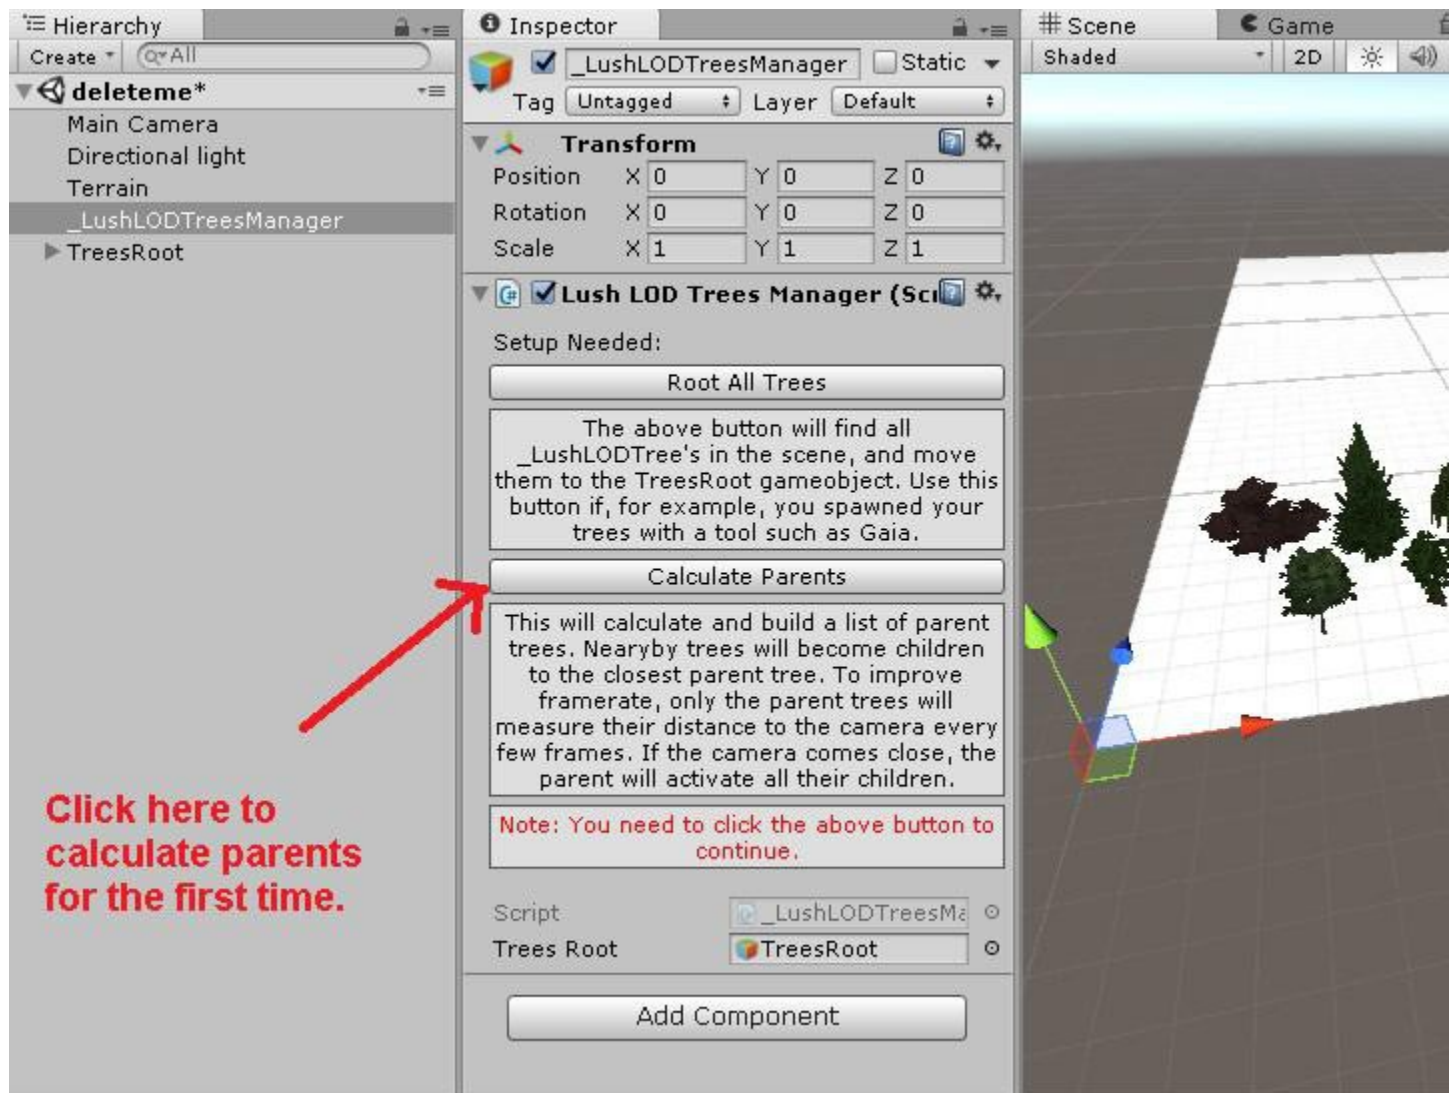 Hierarchy
Create
All
deleteme*
Main Camera
Directional light
Terrain
_LushLODTreesManager
TreesRoot
Click here to
calculate parents
for the first time.
Inspector
_LushLODTreesManager
Static
Tag
Untagged
Layer
Default
Transform
Position X 0 Y 0 Z 0
Rotation X 0 Y 0 Z 0
Scale X 1 Y 1 Z 1
Lush LOD Trees Manager (Sci
Setup Needed:
Root All Trees
The above button will find all
_LushLODTree's in the scene, and move
them to the TreesRoot gameobject. Use this
button if, for example, you spawned your
trees with a tool such as Gaia.
Calculate Parents
This will calculate and build a list of parent
trees. Nearyby trees will become children
to the closest parent tree. To improve
framerate, only the parent trees will
measure their distance to the camera every
few frames. If the camera comes close, the
parent will activate all their children.
Note: You need to click the above button to
continue.
Script
_LushLODTreesMa
Trees Root
TreesRoot
Add Component
Scene
Game
Shaded
2D